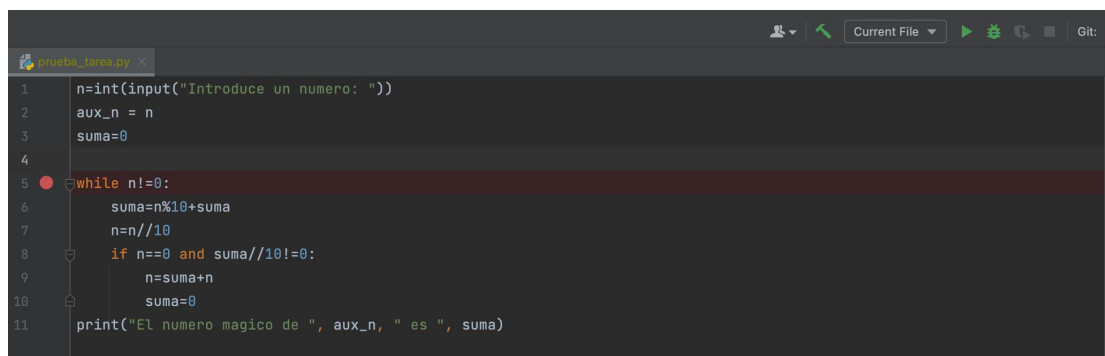 Current File
Git:
prueba_tarea.py
1 n=int(input("Introduce un numero: "))
2 aux_n = n
3 suma=0
4
5 while n!=0:
6     suma=n%10+suma
7     n=n//10
8     if n==0 and suma//10!=0:
9         n=suma+n
10         suma=0
11 print("El numero magico de ", aux_n, " es ", suma)